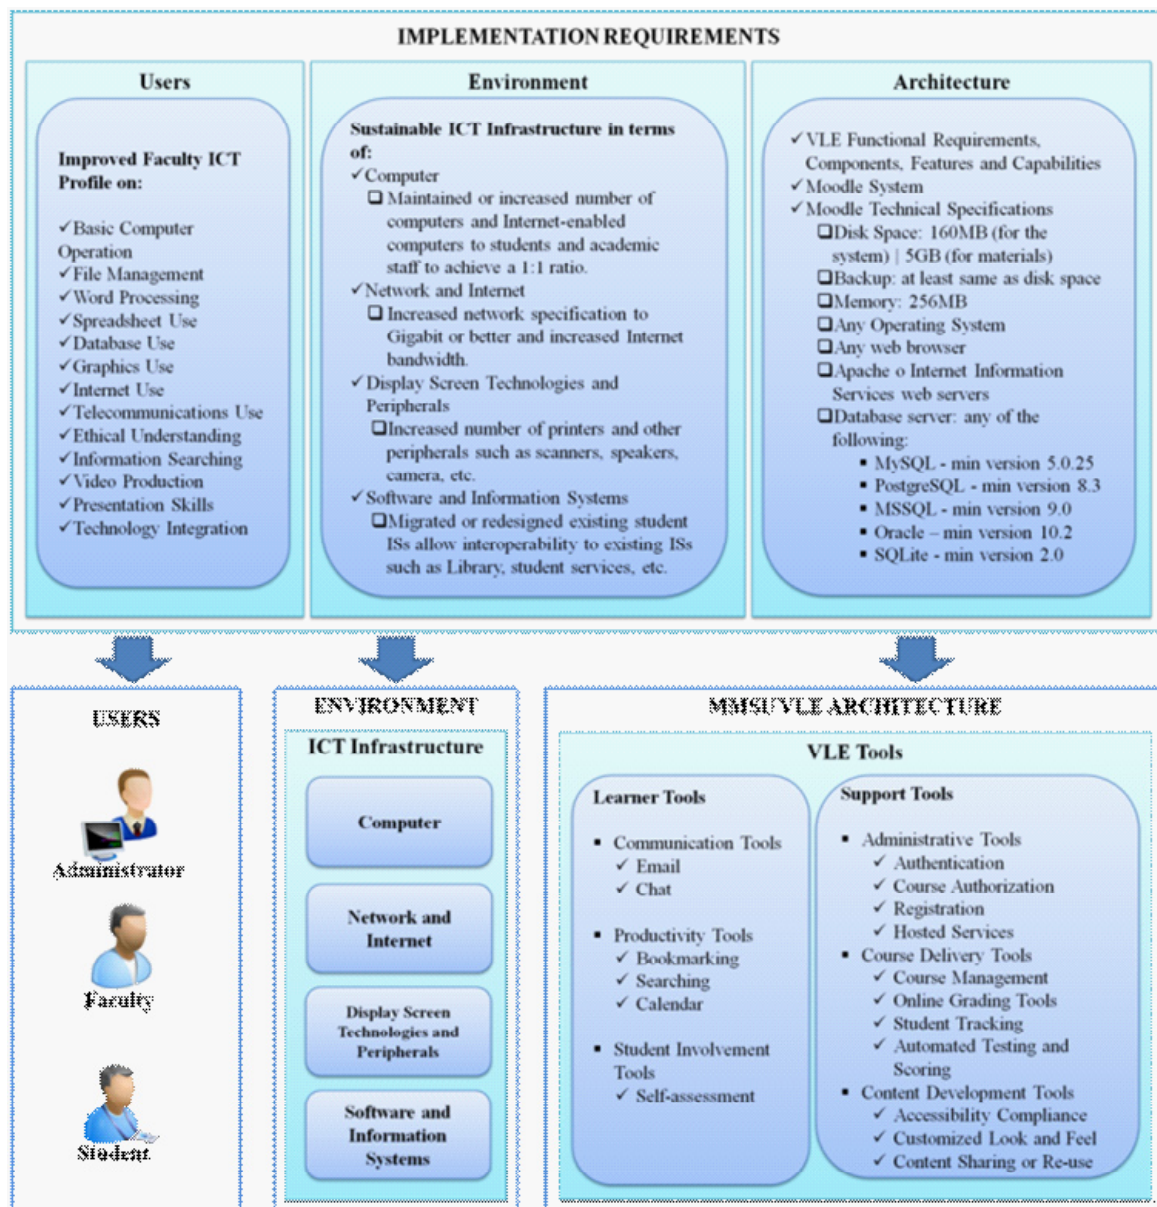 IMPLEMENTATION REQUIREMENTS
Users
Improved Faculty ICT
Profile on:
✓Basic Computer
Operation
✓File Management
✓Word Processing
✓Spreadsheet Use
✓Database Use
✓Graphics Use
✓Internet Use
✓Telecommunications Use
✓Ethical Understanding
✓Information Searching
✓Video Production
✓Presentation Skills
✓Technology Integration
Environment
Sustainable ICT Infrastructure in terms
of:
✓Computer
❑ Maintained or increased number of
computers and Internet-enabled
computers to students and academic
staff to achieve a 1:1 ratio.
✓Network and Internet
❑ Increased network specification to
Gigabit or better and increased Internet
bandwidth.
✓Display Screen Technologies and
Peripherals
❑Increased number of printers and other
peripherals such as scanners, speakers,
camera, etc.
✓Software and Information Systems
❑Migrated or redesigned existing student
ISs allow interoperability to existing ISs
such as Library, student services, etc.
Architecture
✓VLE Functional Requirements,
Components, Features and Capabilities
✓Moodle System
✓Moodle Technical Specifications
❑Disk Space: 160MB (for the
system) | 5GB (for materials)
❑Backup: at least same as disk space
❑Memory: 256MB
❑Any Operating System
❑Any web browser
❑Apache o Internet Information
Services web servers
❑Database server: any of the
following:
▪ MySQL - min version 5.0.25
▪ PostgreSQL - min version 8.3
▪ MSSQL - min version 9.0
▪ Oracle – min version 10.2
▪ SQLite - min version 2.0
USERS
Administrator
Faculty
Student
ENVIRONMENT
ICT Infrastructure
Computer
Network and
Internet
Display Screen
Technologies and
Peripherals
Software and
Information
Systems
MMSU VLE ARCHITECTURE
VLE Tools
Learner Tools
▪ Communication Tools
✓ Email
✓ Chat
▪ Productivity Tools
✓ Bookmarking
✓ Searching
✓ Calendar
▪ Student Involvement
Tools
✓ Self-assessment
Support Tools
▪ Administrative Tools
✓ Authentication
✓ Course Authorization
✓ Registration
✓ Hosted Services
▪ Course Delivery Tools
✓ Course Management
✓ Online Grading Tools
✓ Student Tracking
✓ Automated Testing and
Scoring
▪ Content Development Tools
✓ Accessibility Compliance
✓ Customized Look and Feel
✓ Content Sharing or Re-use